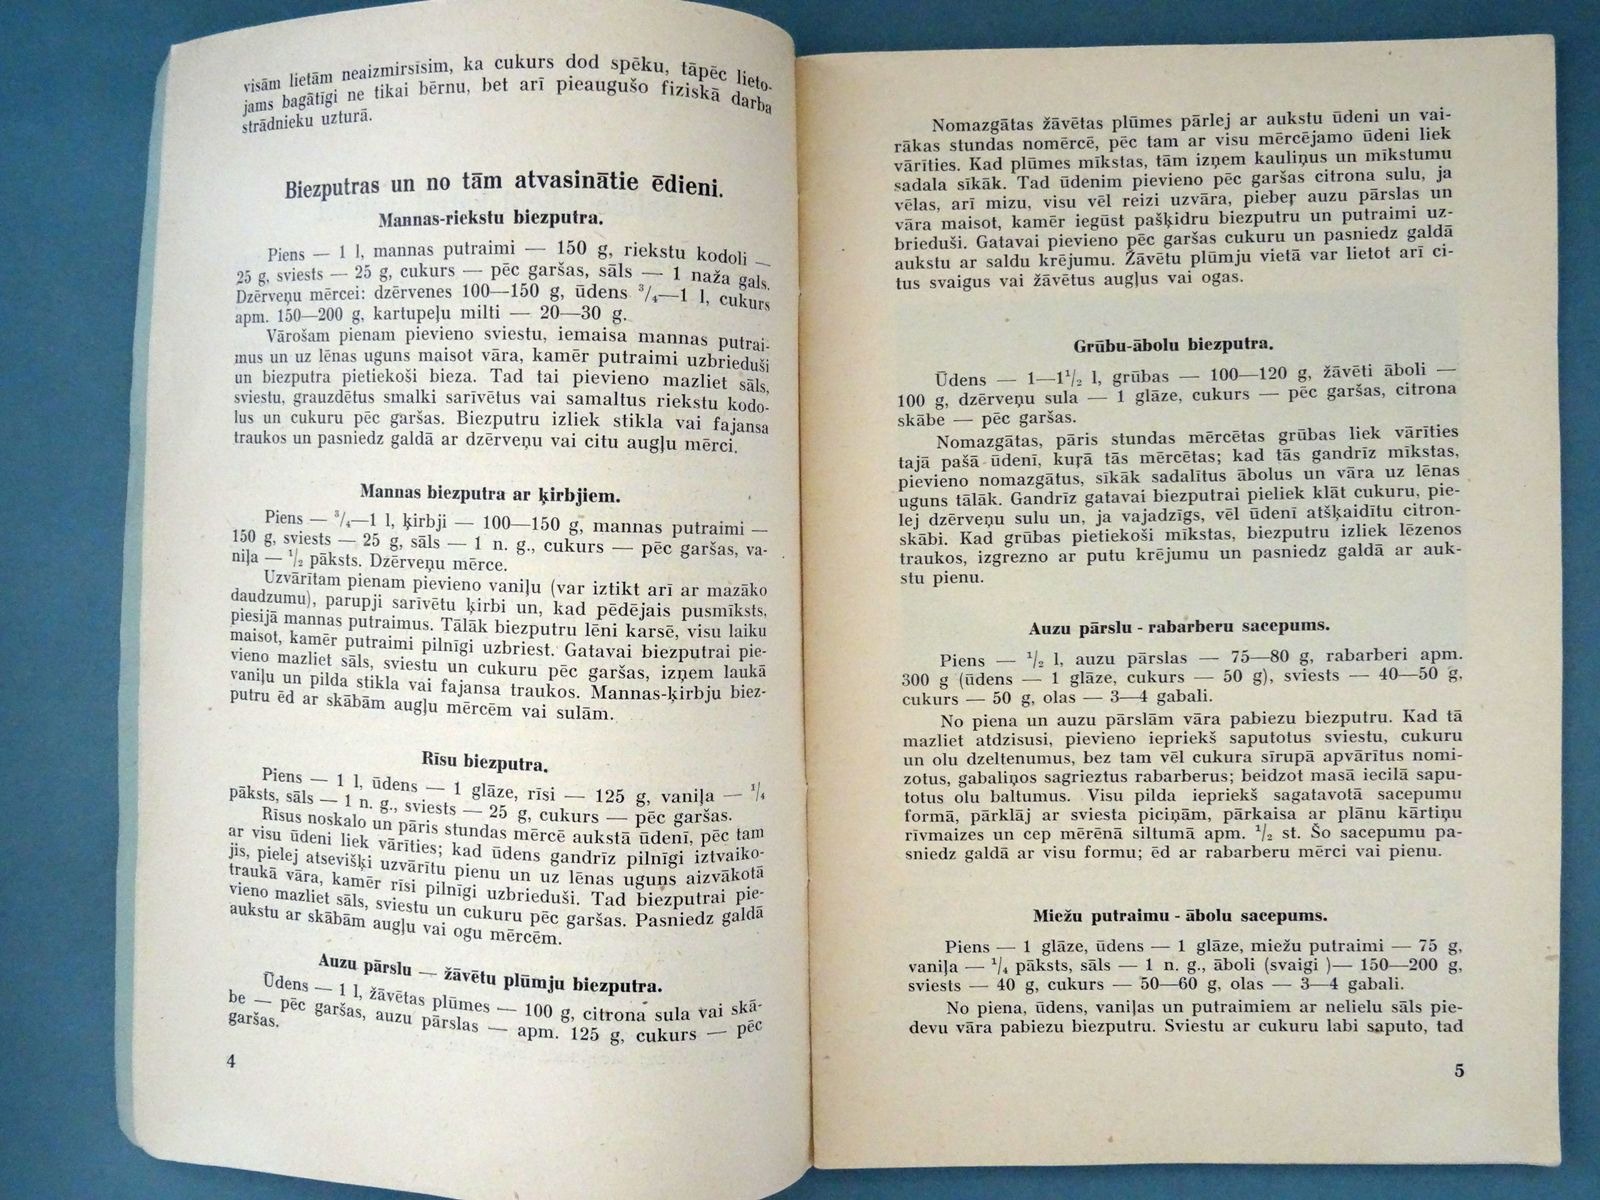 visām lietām neaizmirsīsim, ka cukurs dod spēku, tāpēc lieto-
jams bagātīgi ne tikai bērnu, bet arī pieaugušo fiziskā darba
strādnieku uzturā.
Biezputras un no tām atvasinātie ēdieni.
Mannas-riekstu biezputra.
Piens — 1 l, mannas putraimi — 150 g, riekstu kodoli —
25 g, sviests — 25 g, cukurs — pēc garšas, sāls — 1 naža gals.
Dzērveņu mērcei: dzērvenes 100—150 g, ūdens ³/₄—1 l, cukurs
apm. 150—200 g, kartupeļu milti — 20—30 g.
Vārošam pienam pievieno sviestu, iemaisa mannas putrai-
mus un uz lēnas uguns maisot vāra, kamēr putraimi uzbrieduši
un biezputra pietiekoši bieza. Tad tai pievieno mazliet sāls,
sviestu, grauzdētus smalki sarīvētus vai samaltus riekstu kodo-
lus un cukuru pēc garšas. Biezputru izliek stikla vai fajansa
traukos un pasniedz galdā ar dzērveņu vai citu augļu mērci.
Mannas biezputra ar ķirbjiem.
Piens — ³/₄—1 l, ķirbji — 100—150 g, mannas putraimi —
150 g, sviests — 25 g, sāls — 1 n. g., cukurs — pēc garšas, va-
niļa — ¹/₂ pāksts. Dzērveņu mērce.
Uzvārītam pienam pievieno vaniļu (var iztikt arī ar mazāko
daudzumu), parupji sarīvētu ķirbi un, kad pēdējais pusmīksts,
piesijā mannas putraimus. Tālāk biezputru lēni karsē, visu laiku
maisot, kamēr putraimi pilnīgi uzbriest. Gatavai biezputrai pie-
vieno mazliet sāls, sviestu un cukuru pēc garšas, izņem laukā
vaniļu un pilda stikla vai fajansa traukos. Mannas-ķirbju biez-
putru ēd ar skābām augļu mērcēm vai sulām.
Rīsu biezputra.
Piens — 1 l, ūdens — 1 glāze, rīsi — 125 g, vaniļa — ¹/₄
pāksts, sāls — 1 n. g., sviests — 25 g, cukurs — pēc garšas.
Rīsus noskalo un pāris stundas mērcē aukstā ūdenī, pēc tam
ar visu ūdeni liek vārīties; kad ūdens gandrīz pilnīgi iztvaiko-
jis, pielej atsevišķi uzvārītu pienu un uz lēnas uguns aizvākotā
traukā vāra, kamēr rīsi pilnīgi uzbrieduši. Tad biezputrai pie-
vieno mazliet sāls, sviestu un cukuru pēc garšas. Pasniedz galdā
aukstu ar skābām augļu vai ogu mērcēm.
Auzu pārslu — žāvētu plūmju biezputra.
Ūdens — 1 l, žāvētas plūmes — 100 g, citrona sula vai skā-
be — pēc garšas, auzu pārslas — apm. 125 g, cukurs — pēc
garšas.
4
Nomazgātas žāvētas plūmes pārlej ar aukstu ūdeni un vai-
rākas stundas nomērcē, pēc tam ar visu mērcējamo ūdeni liek
vārīties. Kad plūmes mīkstas, tām izņem kauliņus un mīkstumu
sadala sīkāk. Tad ūdenim pievieno pēc garšas citrona sulu, ja
vēlas, arī mizu, visu vēl reizi uzvāra, pieber auzu pārslas un
vāra maisot, kamēr iegūst pašķidru biezputru un putraimi uz-
brieduši. Gatavai pievieno pēc garšas cukuru un pasniedz galdā
aukstu ar saldu krējumu. Žāvētu plūmju vietā var lietot arī ci-
tus svaigus vai žāvētus augļus vai ogas.
Grūbu-ābolu biezputra.
Ūdens — 1—1¹/₂ l, grūbas — 100—120 g, žāvēti āboli —
100 g, dzērveņu sula — 1 glāze, cukurs — pēc garšas, citrona
skābe — pēc garšas.
Nomazgātas, pāris stundas mērcētas grūbas liek vārīties
tajā pašā ūdenī, kuŗā tās mērcētas; kad tās gandrīz mīkstas,
pievieno nomazgātus, sīkāk sadalītus ābolus un vāra uz lēnas
uguns tālāk. Gandrīz gatavai biezputrai pieliek klāt cukuru, pie-
lej dzērveņu sulu un, ja vajadzīgs, vēl ūdenī atšķaidītu citron-
skābi. Kad grūbas pietiekoši mīkstas, biezputru izliek lēzenos
traukos, izgrezno ar putu krējumu un pasniedz galdā ar auk-
stu pienu.
Auzu pārslu - rabarberu sacepums.
Piens — ¹/₂ l, auzu pārslas — 75—80 g, rabarberi apm.
300 g (ūdens — 1 glāze, cukurs — 50 g), sviests — 40—50 g,
cukurs — 50 g, olas — 3—4 gabali.
No piena un auzu pārslām vāra pabiezu biezputru. Kad tā
mazliet atdzisusi, pievieno iepriekš saputotus sviestu, cukuru
un olu dzeltenumus, bez tam vēl cukura sīrupā apvārītus nomi-
zotus, gabaliņos sagrieztus rabarberus; beidzot masā iecilā sapu-
totus olu baltumus. Visu pilda iepriekš sagatavotā sacepumu
formā, pārklāj ar sviesta piciņām, pārkaisa ar plānu kārtiņu
rīvmaizes un cep mērēnā siltumā apm. ¹/₂ st. Šo sacepumu pa-
sniedz galdā ar visu formu; ēd ar rabarberu mērci vai pienu.
Miežu putraimu - ābolu sacepums.
Piens — 1 glāze, ūdens — 1 glāze, miežu putraimi — 75 g,
vaniļa — ¹/₄ pāksts, sāls — 1 n. g., āboli (svaigi )— 150—200 g,
sviests — 40 g, cukurs — 50—60 g, olas — 3—4 gabali.
No piena, ūdens, vaniļas un putraimiem ar nelielu sāls pie-
devu vāra pabiezu biezputru. Sviestu ar cukuru labi saputo, tad
5